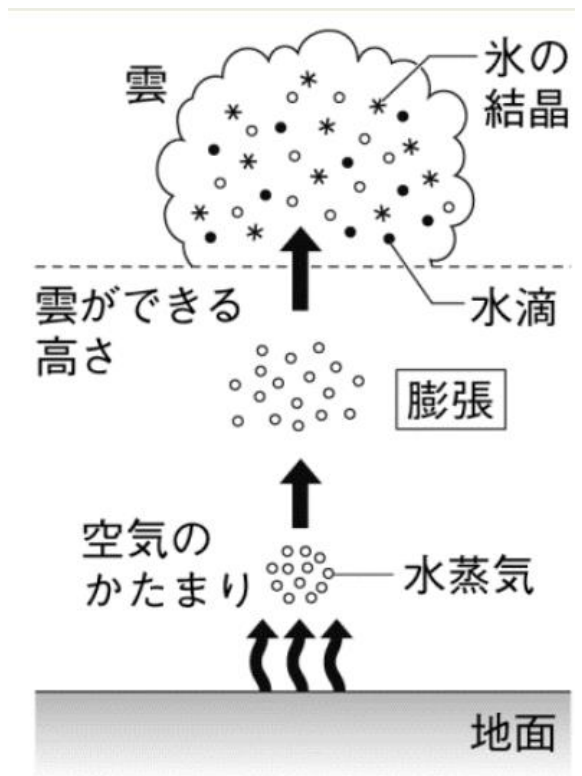 雲
氷の
結晶
雲ができる
高さ
水滴
膨張
空気の
かたまり
水蒸気
地面